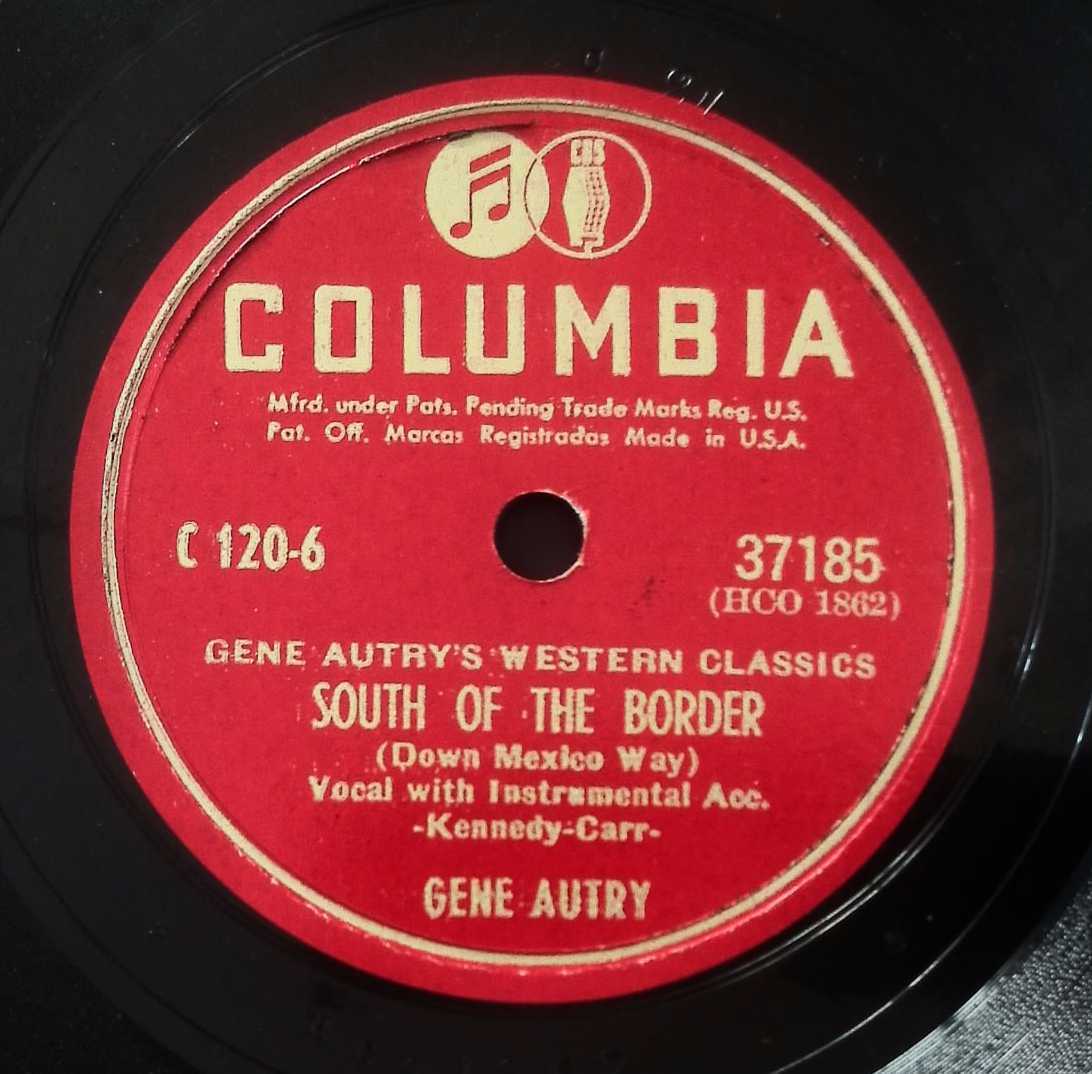 CBS
COLUMBIA
Mfrd. under Pats. Pending Trade Marks Reg. U.S.
Pat. Off. Marcas Registradas Made in U.S.A.
C 120-6
37185
(HCO 1862)
GENE AUTRY'S WESTERN CLASSICS
SOUTH OF THE BORDER
(Down Mexico Way)
Vocal with Instrumental Acc.
-Kennedy-Carr-
GENE AUTRY